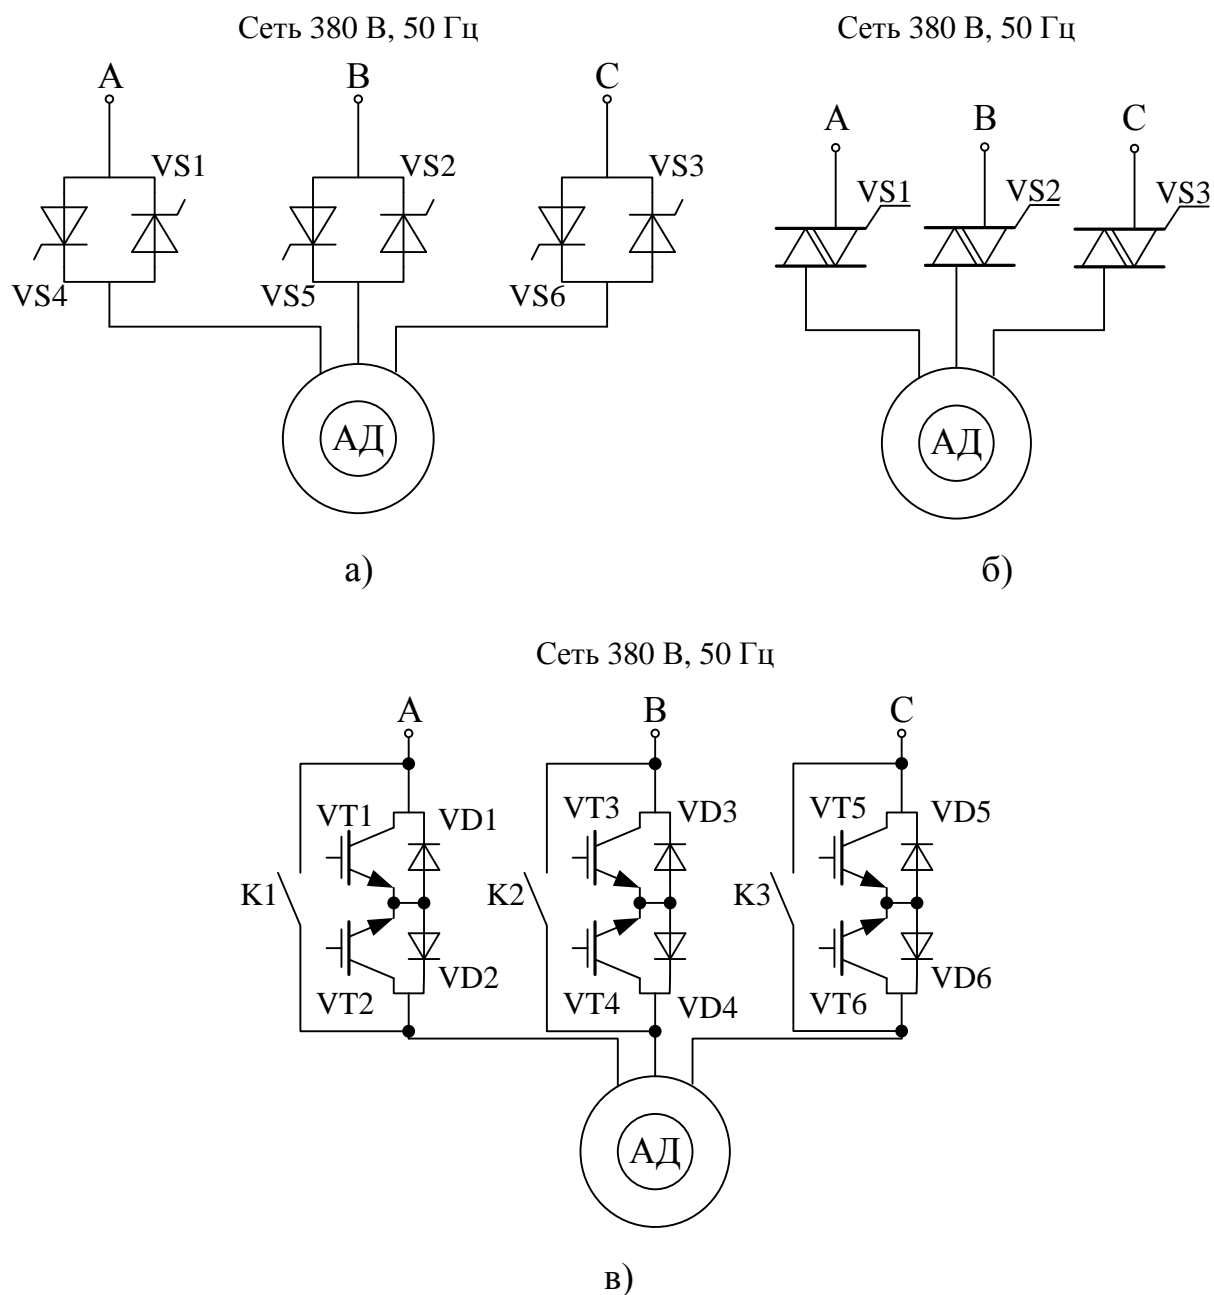 Сеть 380 В, 50 Гц
A
B
C
VS1
VS2
VS3
VS4
VS5
VS6
АД
а)
Сеть 380 В, 50 Гц
A
B
C
VS1
VS2
VS3
АД
б)
Сеть 380 В, 50 Гц
A
B
C
VT1
VD1
VT3
VD3
VT5
VD5
K1
K2
K3
VT2
VD2
VT4
VD4
VT6
VD6
АД
в)